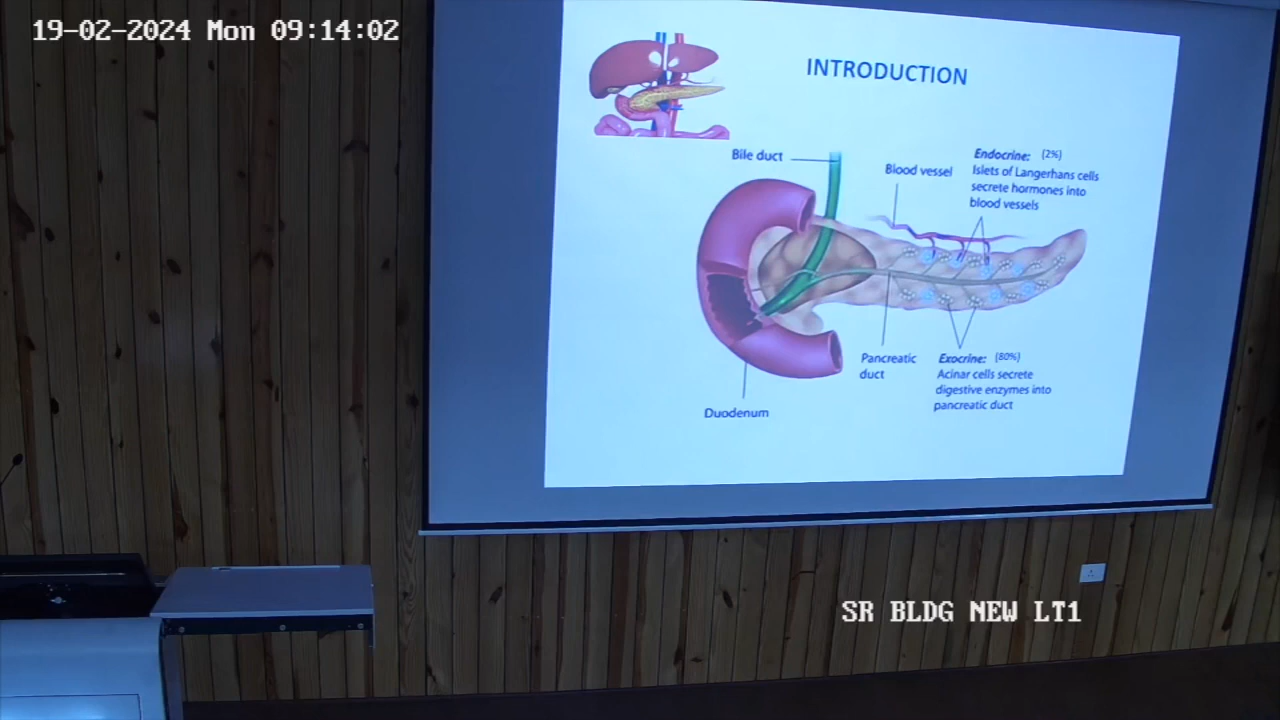 19-02-2024 Mon 09:14:02
INTRODUCTION
Bile duct
Blood vessel
Endocrine: (2%)
Islets of Langerhans cells
secrete hormones into
blood vessels
Pancreatic
duct
Exocrine: (80%)
Acinar cells secrete
digestive enzymes into
pancreatic duct
Duodenum
SR BLDG NEW LT1